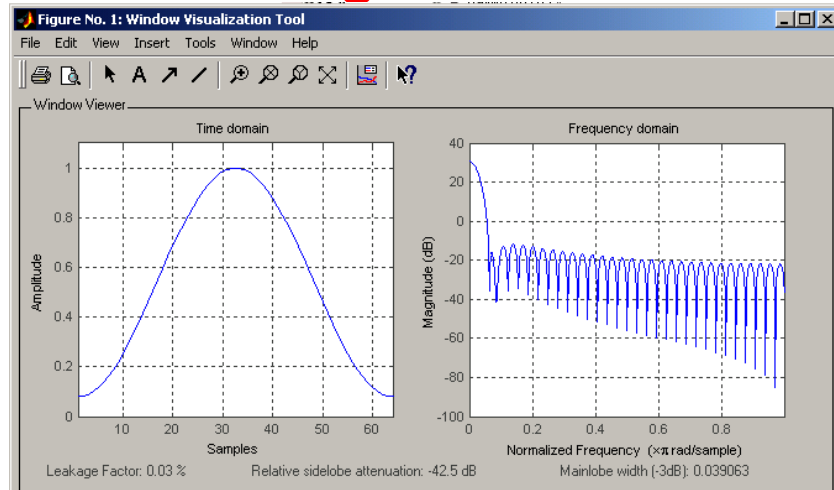 Figure No. 1: Window Visualization Tool
File Edit View Insert Tools Window Help
Window Viewer
Time domain
Amplitude
1
0.8
0.6
0.4
0.2
0
10 20 30 40 50 60
Samples
Frequency domain
Magnitude (dB)
40
20
0
-20
-40
-60
-80
-100
0 0.2 0.4 0.6 0.8
Normalized Frequency (×π rad/sample)
Leakage Factor: 0.03 %
Relative sidelobe attenuation: -42.5 dB
Mainlobe width (-3dB): 0.039063